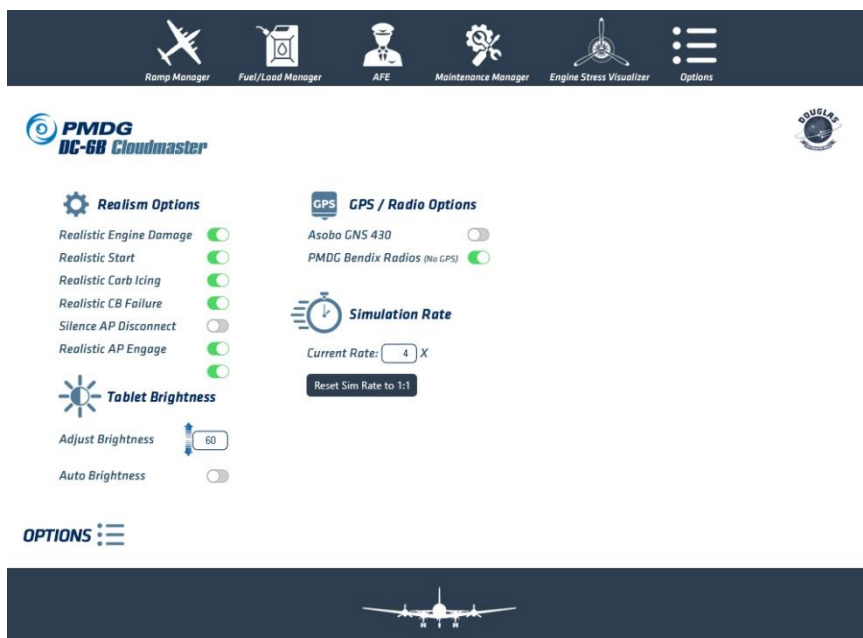 Ramp Manager
Fuel/Load Manager
AFE
Maintenance Manager
Engine Stress Visualizer
Options
PMDG
DC-6B Cloudmaster
DOUGLAS
Realism Options
Realistic Engine Damage
Realistic Start
Realistic Carb Icing
Realistic CB Failure
Silence AP Disconnect
Realistic AP Engage
Tablet Brightness
Adjust Brightness 60
Auto Brightness
GPS GPS / Radio Options
Asobo GNS 430
PMDG Bendix Radios (No GPS)
Simulation Rate
Current Rate: 4 X
Reset Sim Rate to 1:1
OPTIONS